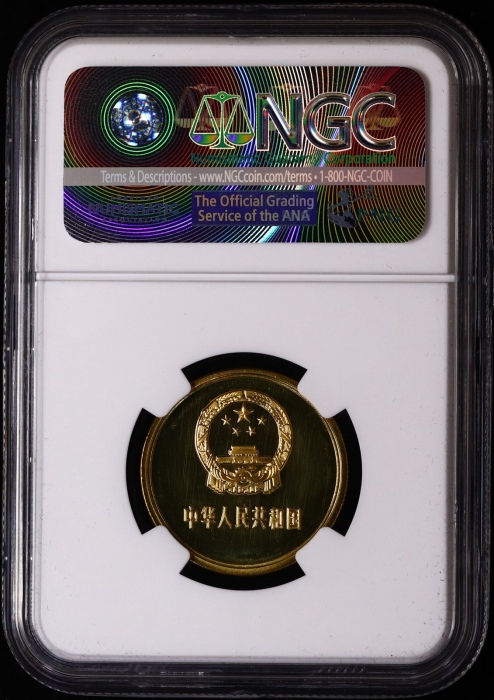 NGC
Terms & Descriptions - www.NGCcoin.com/terms • 1-800-NGC-COIN
The Official Grading
Service of the ANA
中华人民共和国